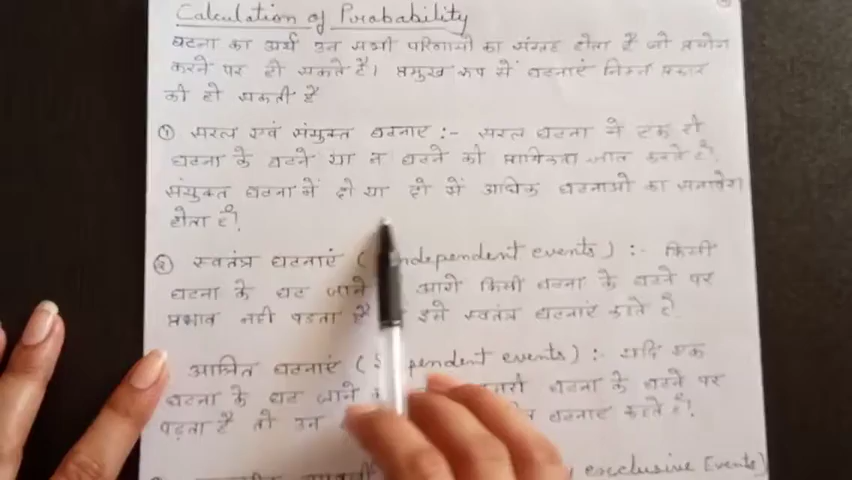 Calculation of Probability
घटना का अर्थ उन सभी परिणामों का संग्रह होता है जो प्रयोग
करने पर हो सकते है। प्रमुख रूप से घटनाएं निम्न प्रकार
की हो सकती है
① सरल एवं संयुक्त घटनाएं :- सरल घटना में एक ही
घटना के घटने या न घटने की प्रायिकता ज्ञात करते है।
संयुक्त घटना में दो या दो से अधिक घटनाओं का समावेश
होता है।
② स्वतंत्र घटनाएं ( independent events ) :- किसी
घटना के घट जाने आगे किसी घटना के घटने पर
प्रभाव नही पडता है इन्हे स्वतंत्र घटनाएं कहते है
आश्रित घटनाएं ( pendent events ) :- यदि एक
घटना के घट जाने घटना के घटने पर
पड़ता है तो उन घटनाएं कहते है।
exclusive Events)